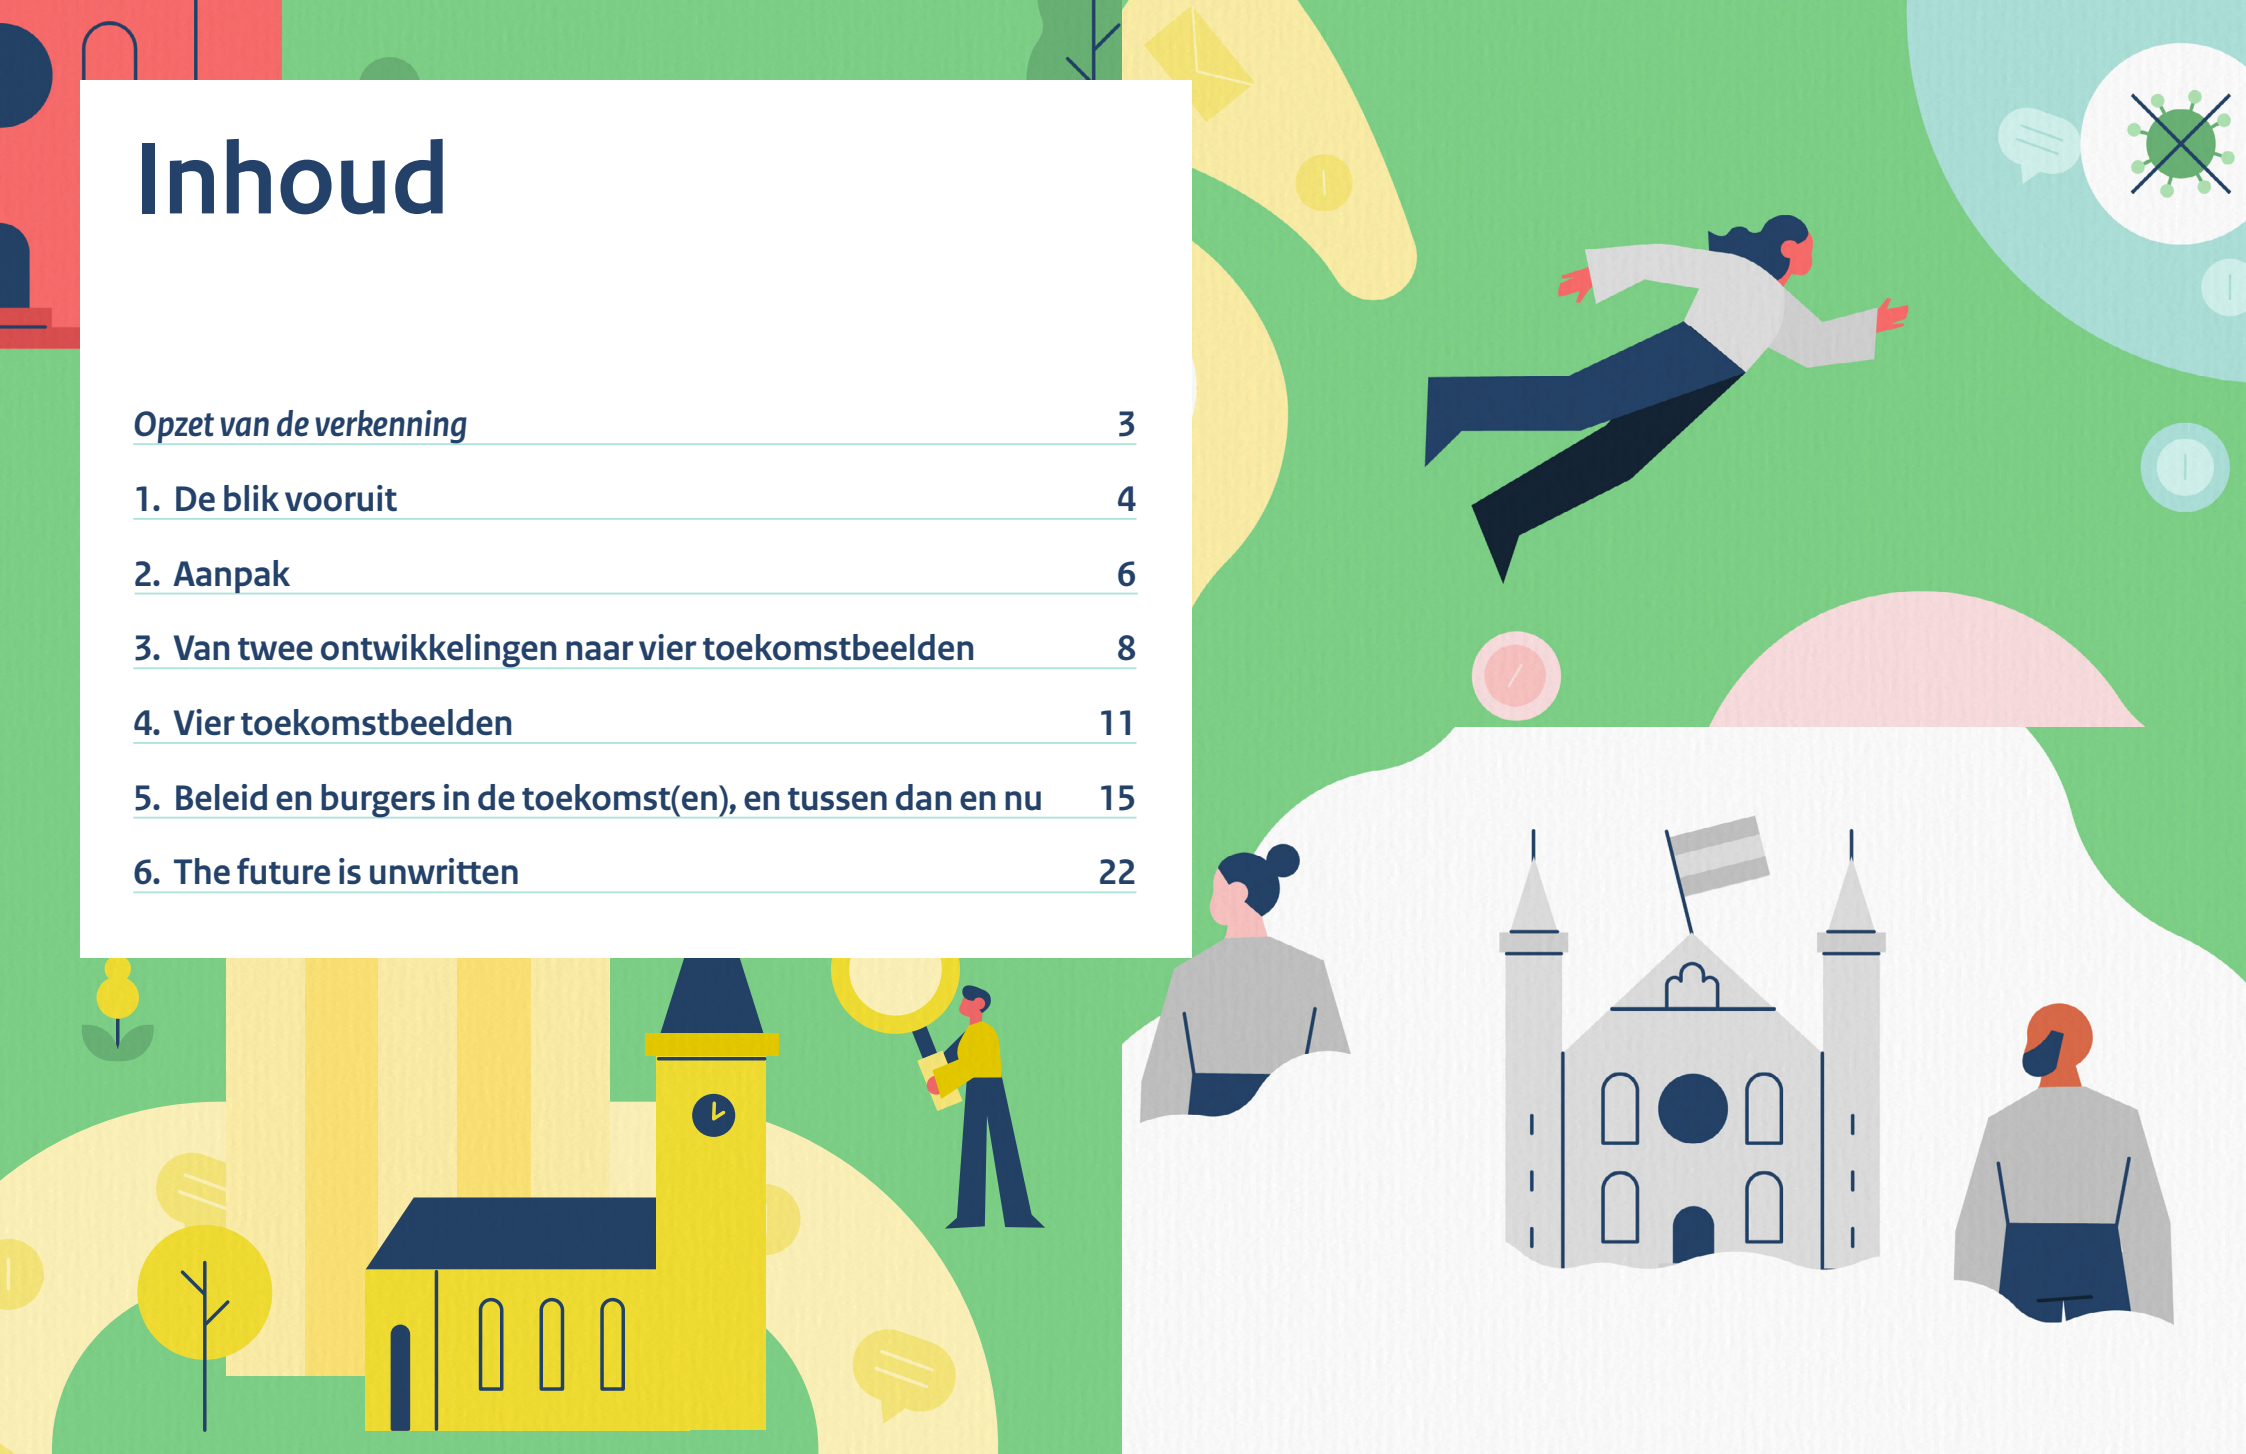 Inhoud
Opzet van de verkenning 3
1. De blik vooruit 4
2. Aanpak 6
3. Van twee ontwikkelingen naar vier toekomstbeelden 8
4. Vier toekomstbeelden 11
5. Beleid en burgers in de toekomst(en), en tussen dan en nu 15
6. The future is unwritten 22